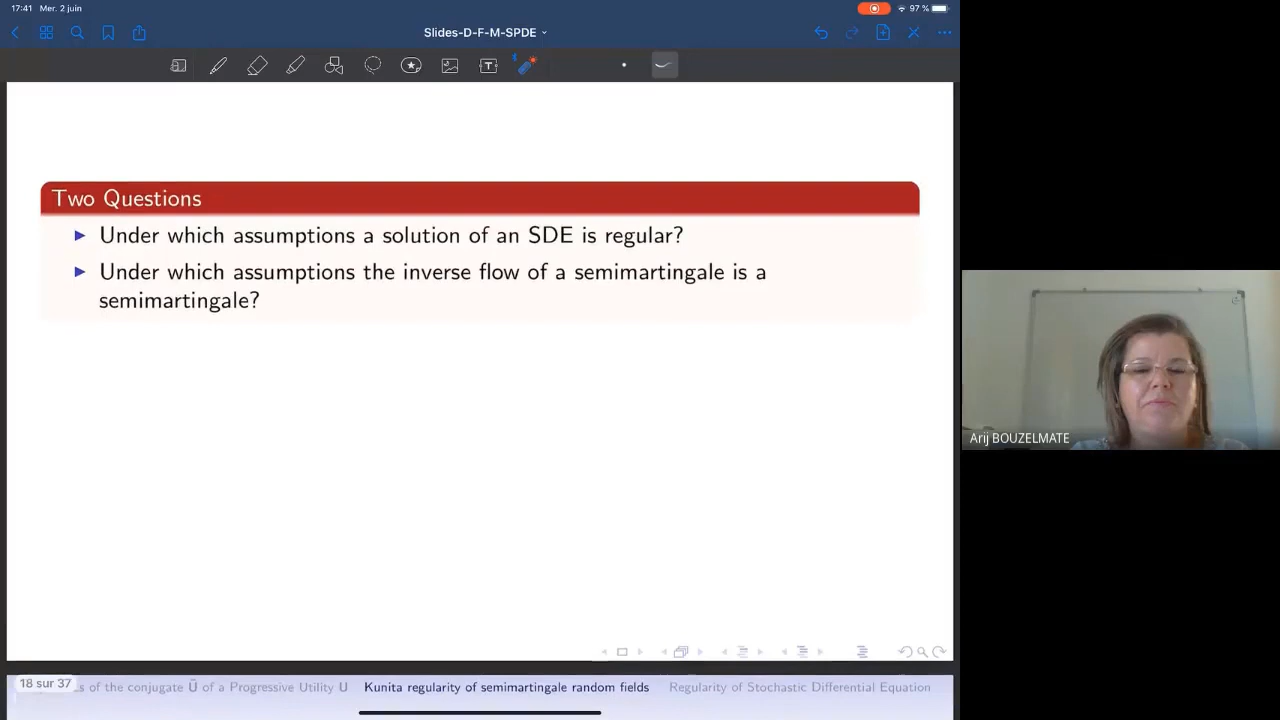 17:41 Mer. 2 juin
97 %
Slides-D-F-M-SPDE
Two Questions
Under which assumptions a solution of an SDE is regular?
Under which assumptions the inverse flow of a semimartingale is a
semimartingale?
Arij BOUZELMATE
18 sur 37
s of the conjugate Ũ of a Progressive Utility U
Kunita regularity of semimartingale random fields
Regularity of Stochastic Differential Equation